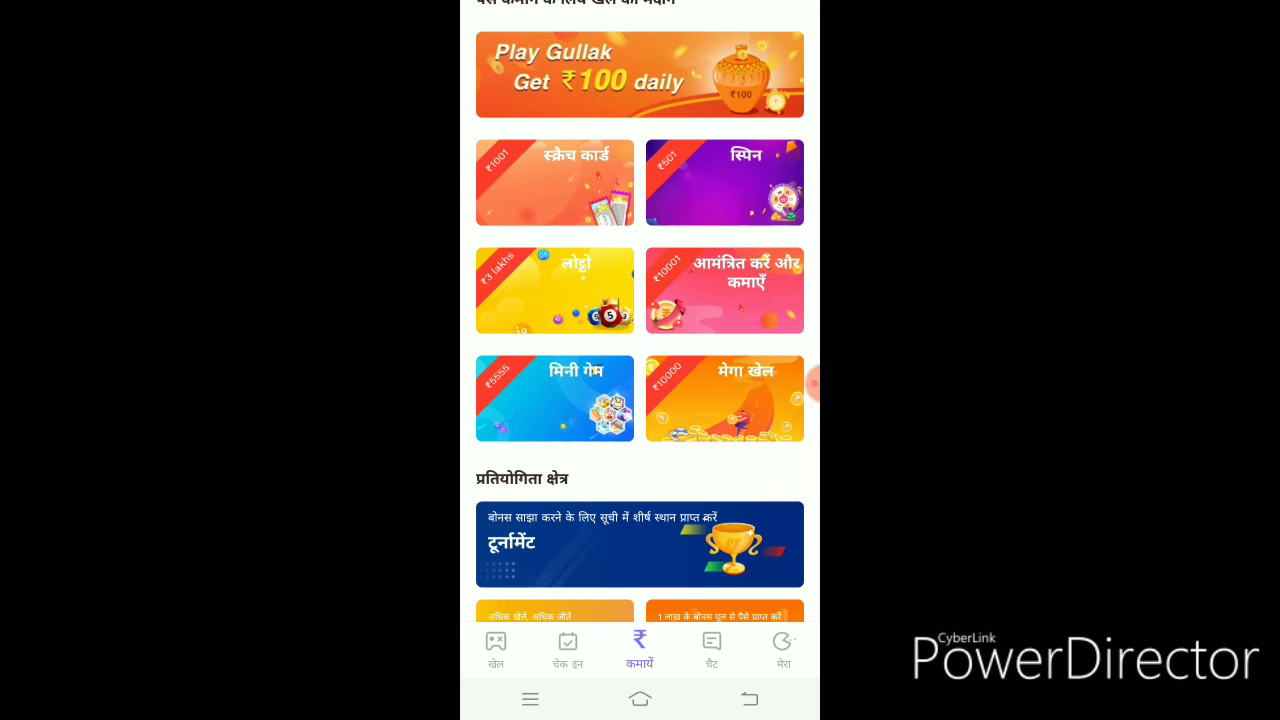 पैसे कमाने के लिये खेल का मैदान
Play Gullak
Get ₹100 daily
₹100
₹1001
स्क्रैच कार्ड
₹501
स्पिन
₹3 lakhs
लोट्टो
₹10001
आमंत्रित करें और
कमाएँ
₹5555
मिनी गेम
₹10000
मेगा खेल
प्रतियोगिता क्षेत्र
बोनस साझा करने के लिए सूची में शीर्ष स्थान प्राप्त करें
टूर्नामेंट
अधिक खेलें, अधिक जीतें
1 लाख के बोनस पूल से पैसे प्राप्त करें
खेल
चेक इन
कमायें
चैट
मेरा
CyberLink
PowerDirector